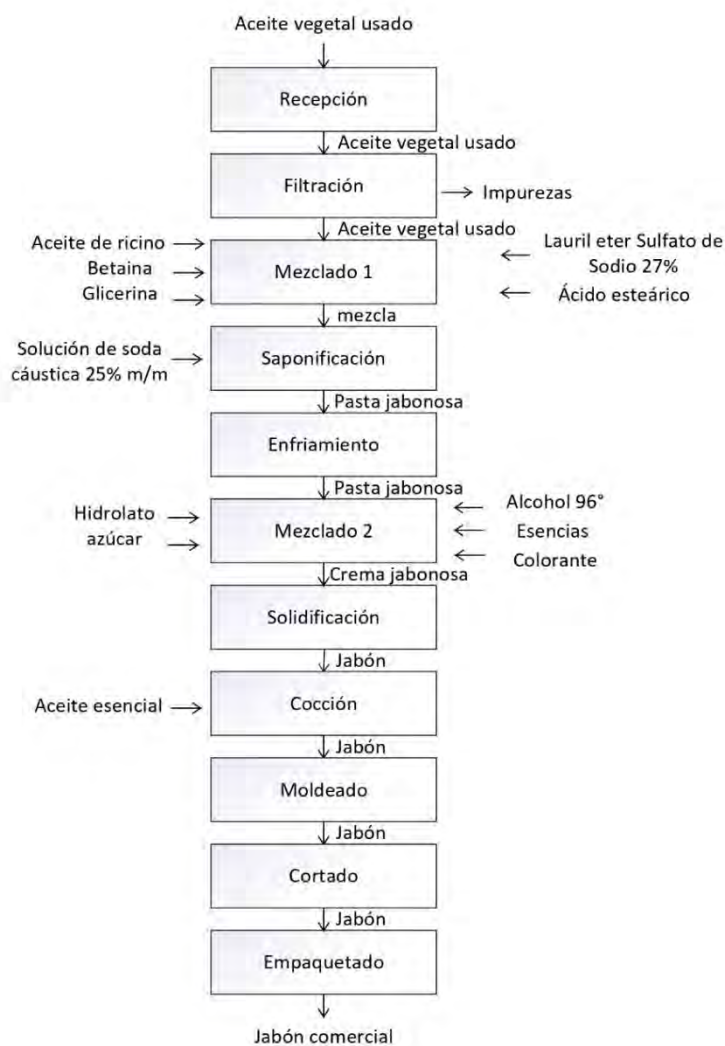 Aceite vegetal usado
Recepción
Aceite vegetal usado
Filtración
Impurezas
Aceite vegetal usado
Aceite de ricino
Betaina
Glicerina
Mezclado 1
Lauril eter Sulfato de
Sodio 27%
Ácido esteárico
mezcla
Solución de soda
cáustica 25% m/m
Saponificación
Pasta jabonosa
Enfriamiento
Pasta jabonosa
Hidrolato
azúcar
Mezclado 2
Alcohol 96°
Esencias
Colorante
Crema jabonosa
Solidificación
Jabón
Aceite esencial
Cocción
Jabón
Moldeado
Jabón
Cortado
Jabón
Empaquetado
Jabón comercial